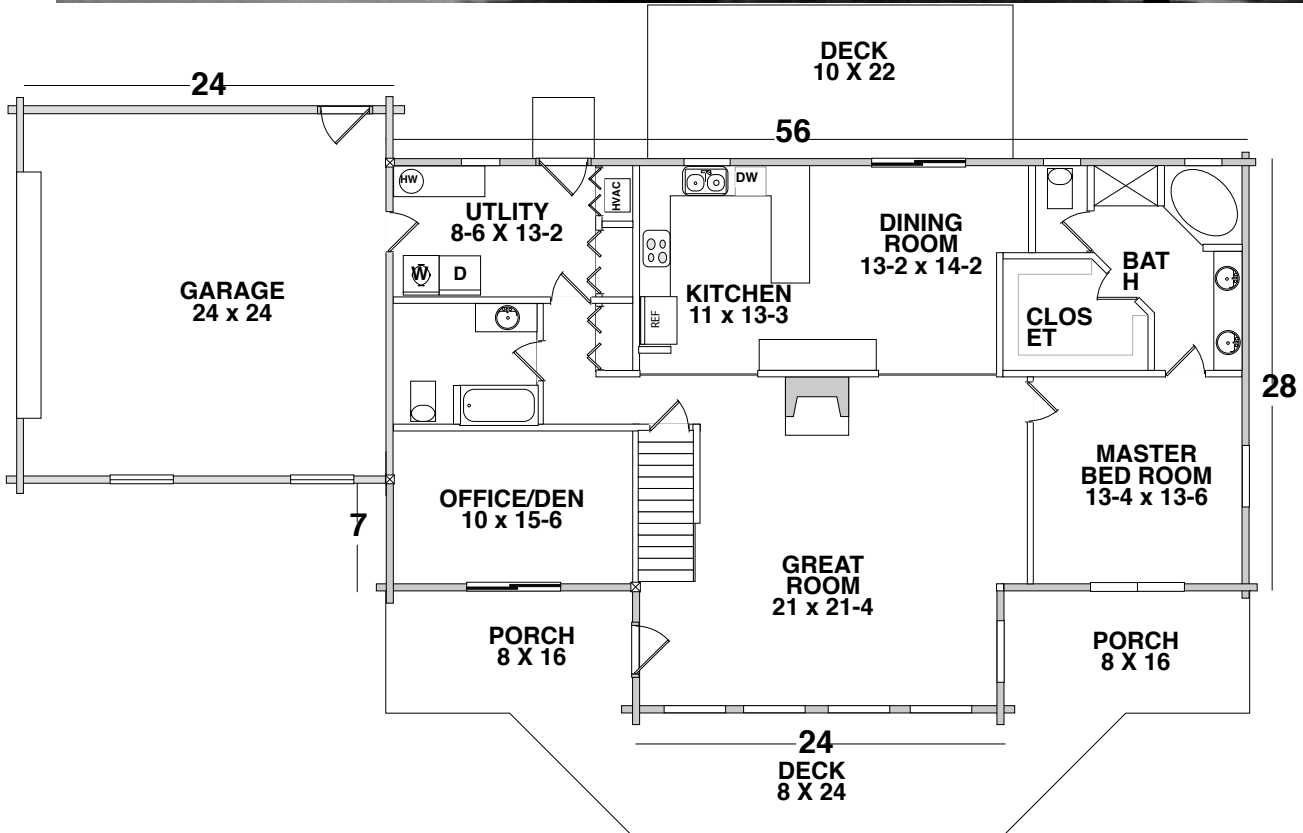 DECK
10 X 22
24
56
HW
DW
HVAC
UTLITY
8-6 X 13-2
DINING
ROOM
13-2 x 14-2
BAT
H
W
D
GARAGE
24 x 24
KITCHEN
11 x 13-3
REF
CLOS
ET
28
MASTER
BED ROOM
13-4 x 13-6
OFFICE/DEN
10 x 15-6
7
GREAT
ROOM
21 x 21-4
PORCH
8 X 16
PORCH
8 X 16
24
DECK
8 X 24